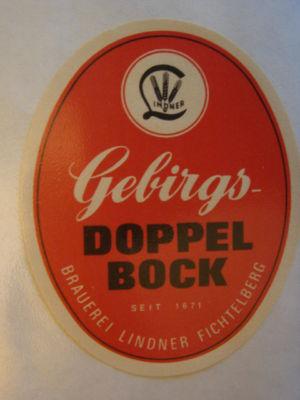 LINDNER
Gebirgs-
DOPPEL
BOCK
SEIT 1671
BRAUEREI LINDNER FICHTELBERG